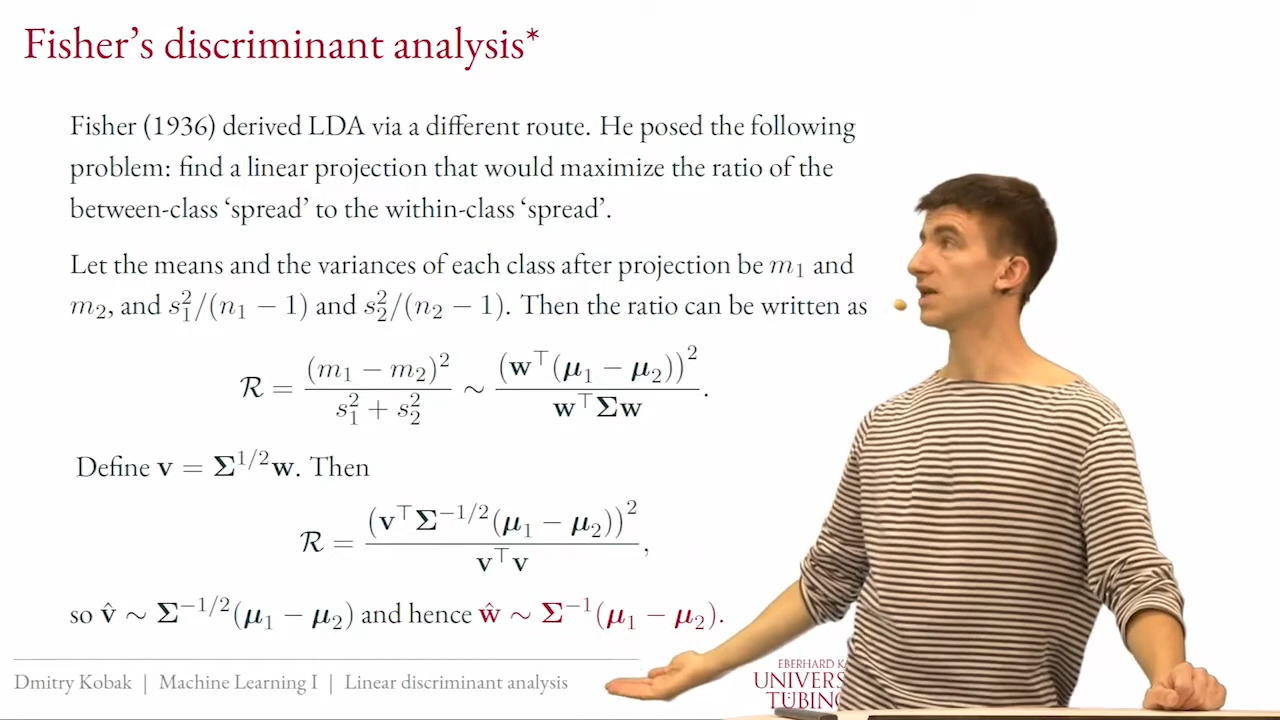 Fisher's discriminant analysis*
Fisher (1936) derived LDA via a different route. He posed the following
problem: find a linear projection that would maximize the ratio of the
between-class 'spread' to the within-class 'spread'.
Let the means and the variances of each class after projection be m₁ and
m₂, and s₁²/(n₁ − 1) and s₂²/(n₂ − 1). Then the ratio can be written as
ℛ = (m₁ − m₂)² / (s₁² + s₂²) ∼ (𝐰⊤(𝝁₁ − 𝝁₂))² / 𝐰⊤𝚺𝐰.
Define 𝐯 = 𝚺^{1/2}𝐰. Then
ℛ = (𝐯⊤𝚺^{−1/2}(𝝁₁ − 𝝁₂))² / 𝐯⊤𝐯,
so 𝐯̂ ∼ 𝚺^{−1/2}(𝝁₁ − 𝝁₂) and hence 𝐰̂ ∼ 𝚺^{−1}(𝝁₁ − 𝝁₂).
Dmitry Kobak | Machine Learning I | Linear discriminant analysis
EBERHARD